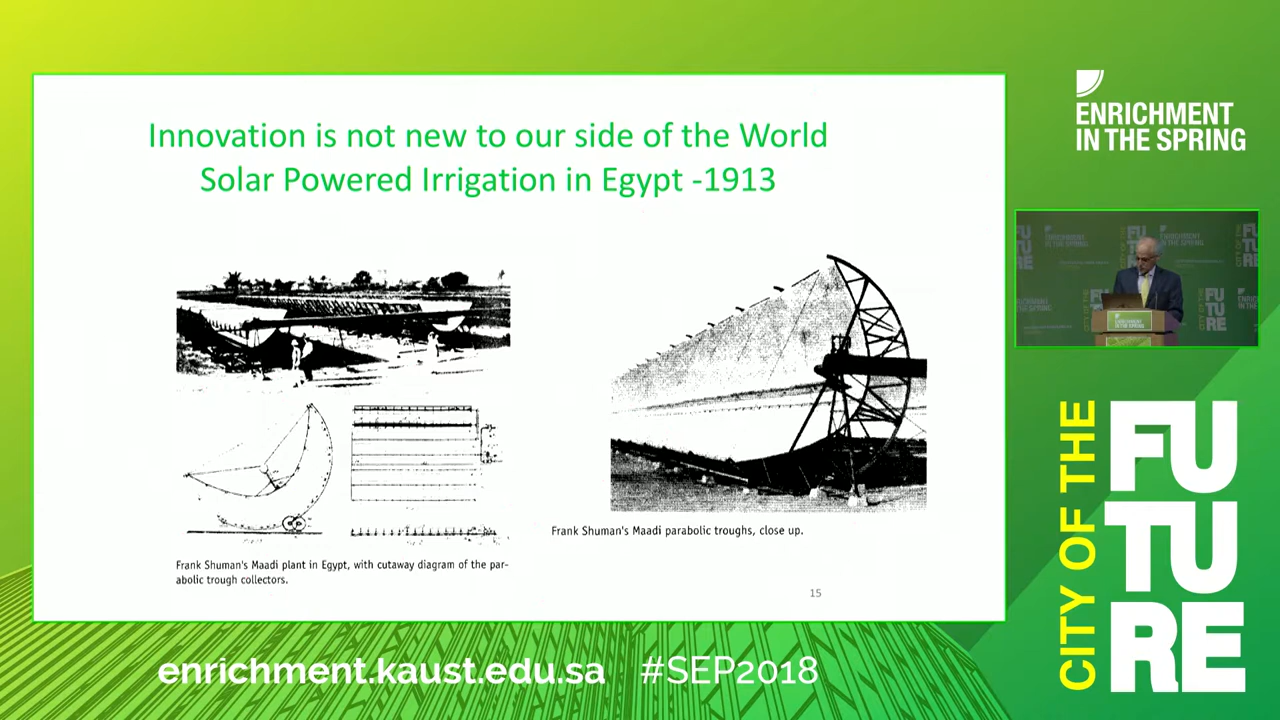 Innovation is not new to our side of the World
Solar Powered Irrigation in Egypt -1913
Frank Shuman's Maadi plant in Egypt, with cutaway diagram of the par-
abolic trough collectors.
Frank Shuman's Maadi parabolic troughs, close up.
15
ENRICHMENT
IN THE SPRING
CITY OF THE
FU
TU
RE
enrichment.kaust.edu.sa #SEP2018